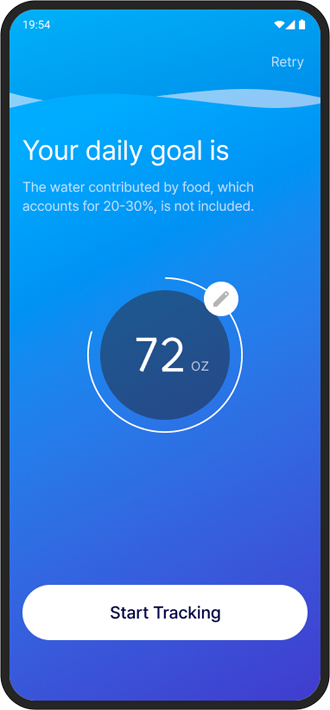 19:54
Retry
Your daily goal is
The water contributed by food, which
accounts for 20-30%, is not included.
72 oz
Start Tracking